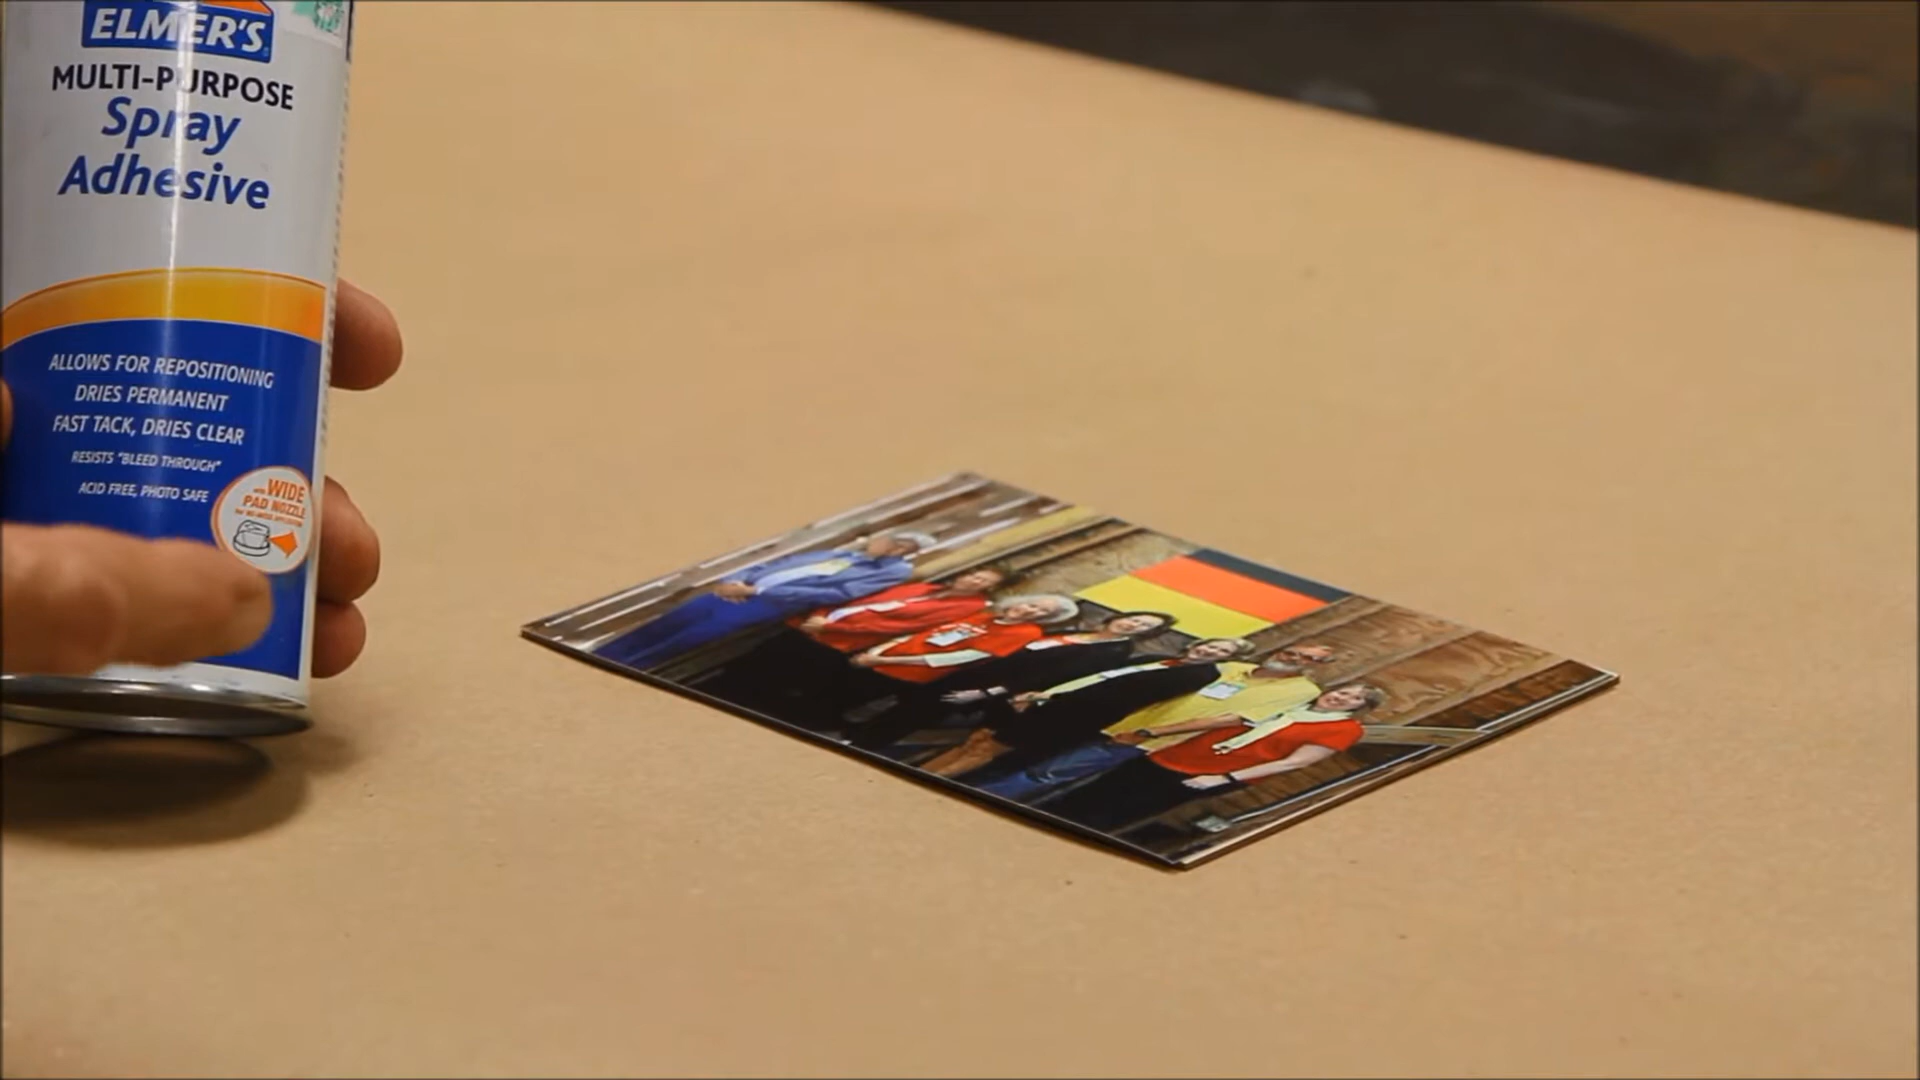 ELMER'S
MULTI-PURPOSE
Spray
Adhesive
ALLOWS FOR REPOSITIONING
DRIES PERMANENT
FAST TACK, DRIES CLEAR
RESISTS "BLEED THROUGH"
ACID FREE, PHOTO SAFE
WIDE
PAD NOZZLE